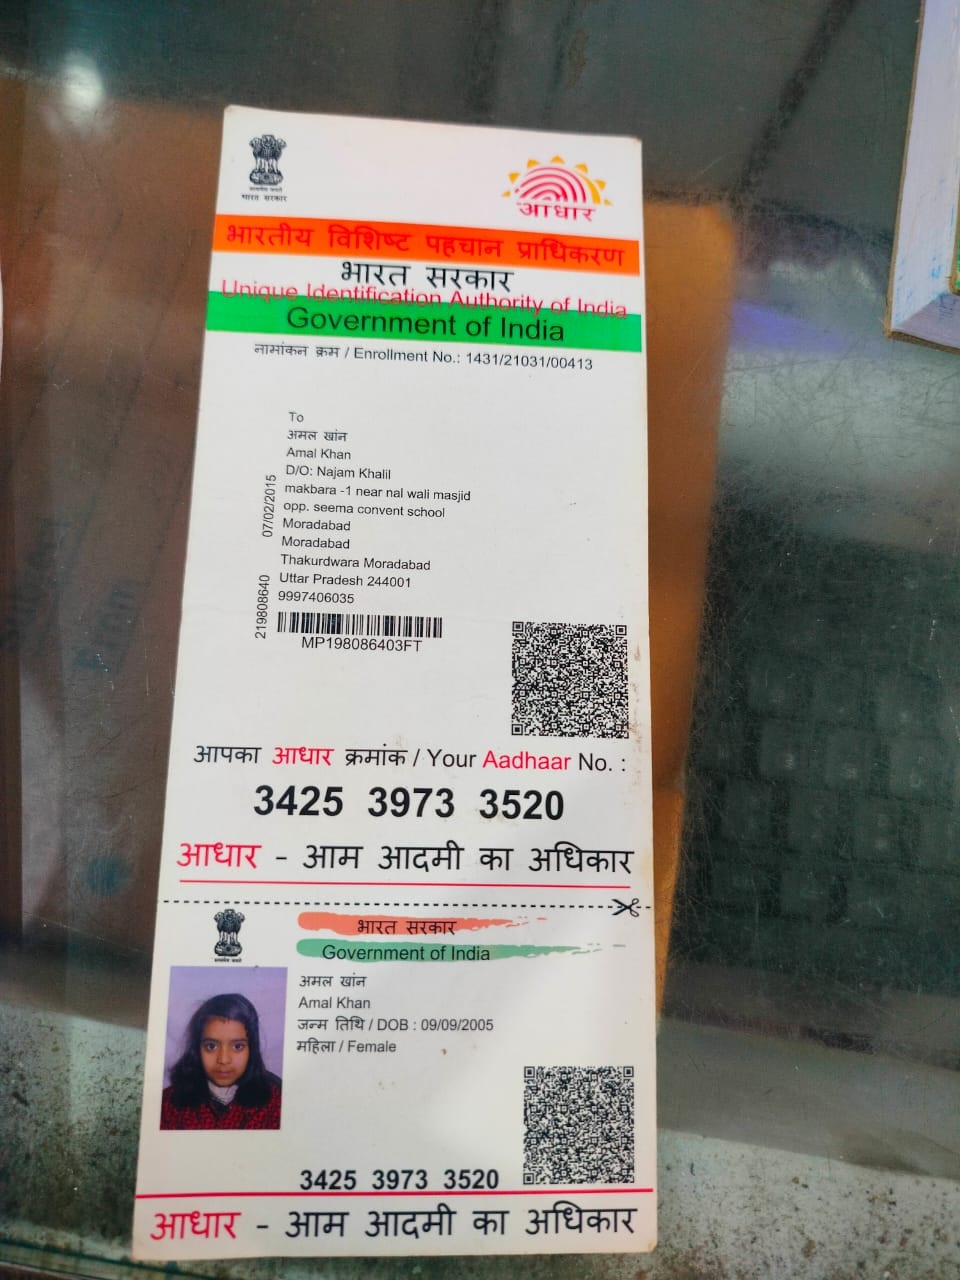 भारत सरकार
आधार
भारतीय विशिष्ट पहचान प्राधिकरण
भारत सरकार
Unique Identification Authority of India
Government of India
नामांकन क्रम / Enrollment No.: 1431/21031/00413
To
अमल खांन
Amal Khan
D/O: Najam Khalil
makbara -1 near nal wali masjid
opp. seema convent school
Moradabad
Moradabad
Thakurdwara Moradabad
Uttar Pradesh 244001
9997406035
07/02/2015
219808640
MP198086403FT
आपका आधार क्रमांक / Your Aadhaar No. :
3425 3973 3520
आधार - आम आदमी का अधिकार
भारत सरकार
Government of India
अमल खांन
Amal Khan
जन्म तिथि / DOB : 09/09/2005
महिला / Female
3425 3973 3520
आधार - आम आदमी का अधिकार